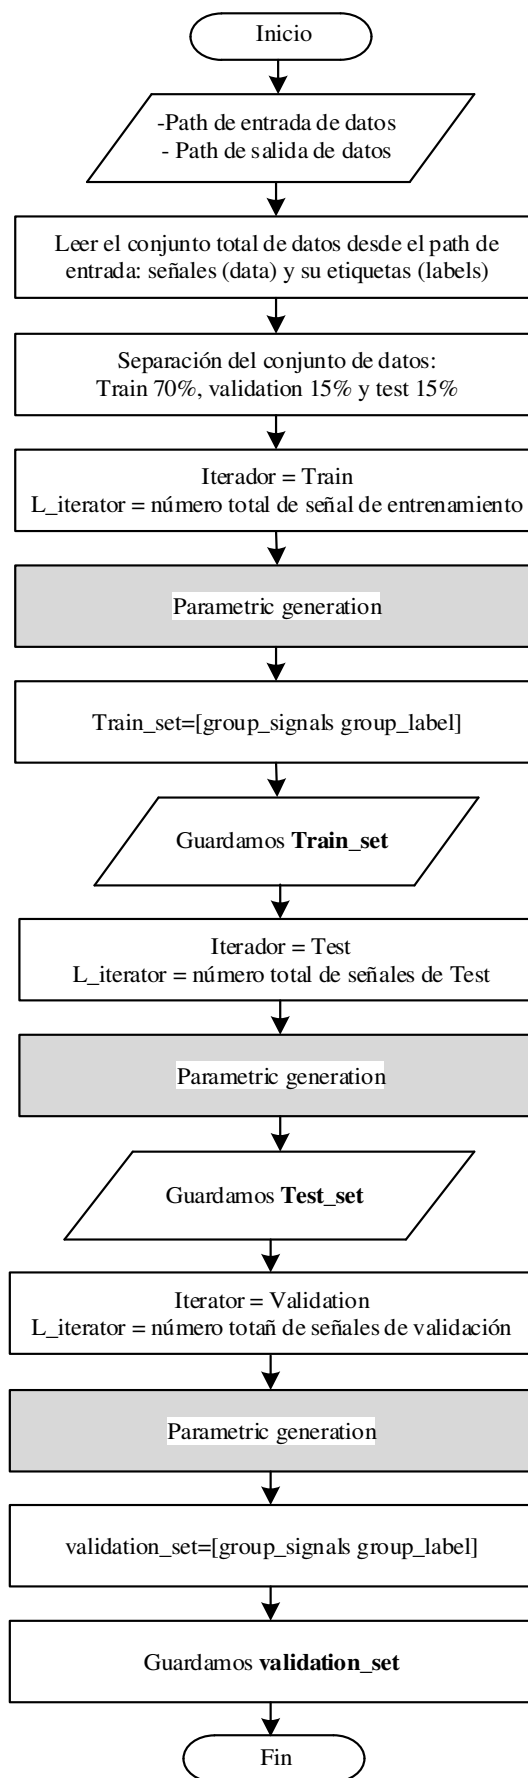 Inicio
-Path de entrada de datos
- Path de salida de datos
Leer el conjunto total de datos desde el path de
entrada: señales (data) y su etiquetas (labels)
Separación del conjunto de datos:
Train 70%, validation 15% y test 15%
Iterador = Train
L_iterator = número total de señal de entrenamiento
Parametric generation
Train_set=[group_signals group_label]
Guardamos Train_set
Iterador = Test
L_iterator = número total de señales de Test
Parametric generation
Guardamos Test_set
Iterator = Validation
L_iterator = número totañ de señales de validación
Parametric generation
validation_set=[group_signals group_label]
Guardamos validation_set
Fin